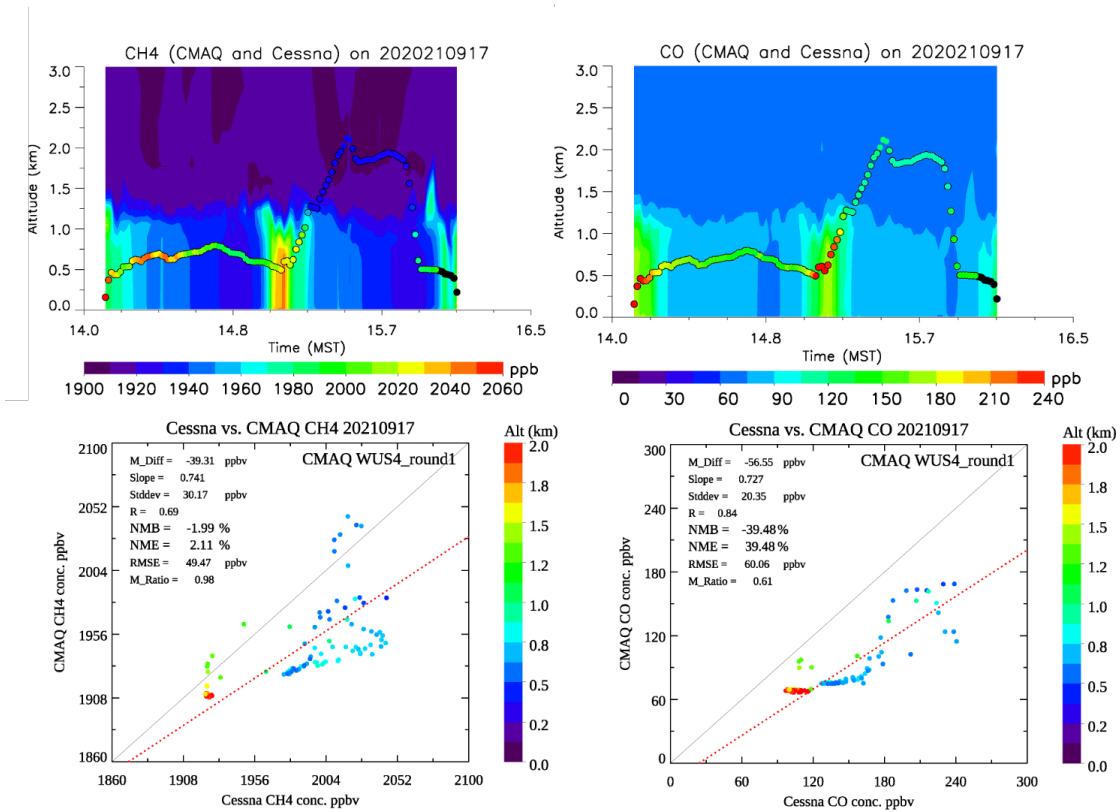 CH4 (CMAQ and Cessna) on 2020210917
3.0
2.5
2.0
1.5
1.0
0.5
0.0
Altitude (km)
14.0 14.8 15.7 16.5
Time (MST)
ppb
1900 1920 1940 1960 1980 2000 2020 2040 2060
CO (CMAQ and Cessna) on 2020210917
3.0
2.5
2.0
1.5
1.0
0.5
0.0
Altitude (km)
14.0 14.8 15.7 16.5
Time (MST)
ppb
0 30 60 90 120 150 180 210 240
Cessna vs. CMAQ CH4 20210917
CMAQ WUS4_round1
M_Diff = -39.31 ppbv
Slope = 0.741
Stddev = 30.17 ppbv
R = 0.69
NMB = -1.99 %
NME = 2.11 %
RMSE = 49.47 ppbv
M_Ratio = 0.98
2100
2052
2004
1956
1908
1860
CMAQ CH4 conc. ppbv
1860 1908 1956 2004 2052 2100
Cessna CH4 conc. ppbv
Alt (km)
2.0
1.8
1.5
1.2
1.0
0.8
0.5
0.2
0.0
Cessna vs. CMAQ CO 20210917
CMAQ WUS4_round1
M_Diff = -56.55 ppbv
Slope = 0.727
Stddev = 20.35 ppbv
R = 0.84
NMB = -39.48 %
NME = 39.48 %
RMSE = 60.06 ppbv
M_Ratio = 0.61
300
240
180
120
60
0
CMAQ CO conc. ppbv
0 60 120 180 240 300
Cessna CO conc. ppbv
Alt (km)
2.0
1.8
1.5
1.2
1.0
0.8
0.5
0.2
0.0